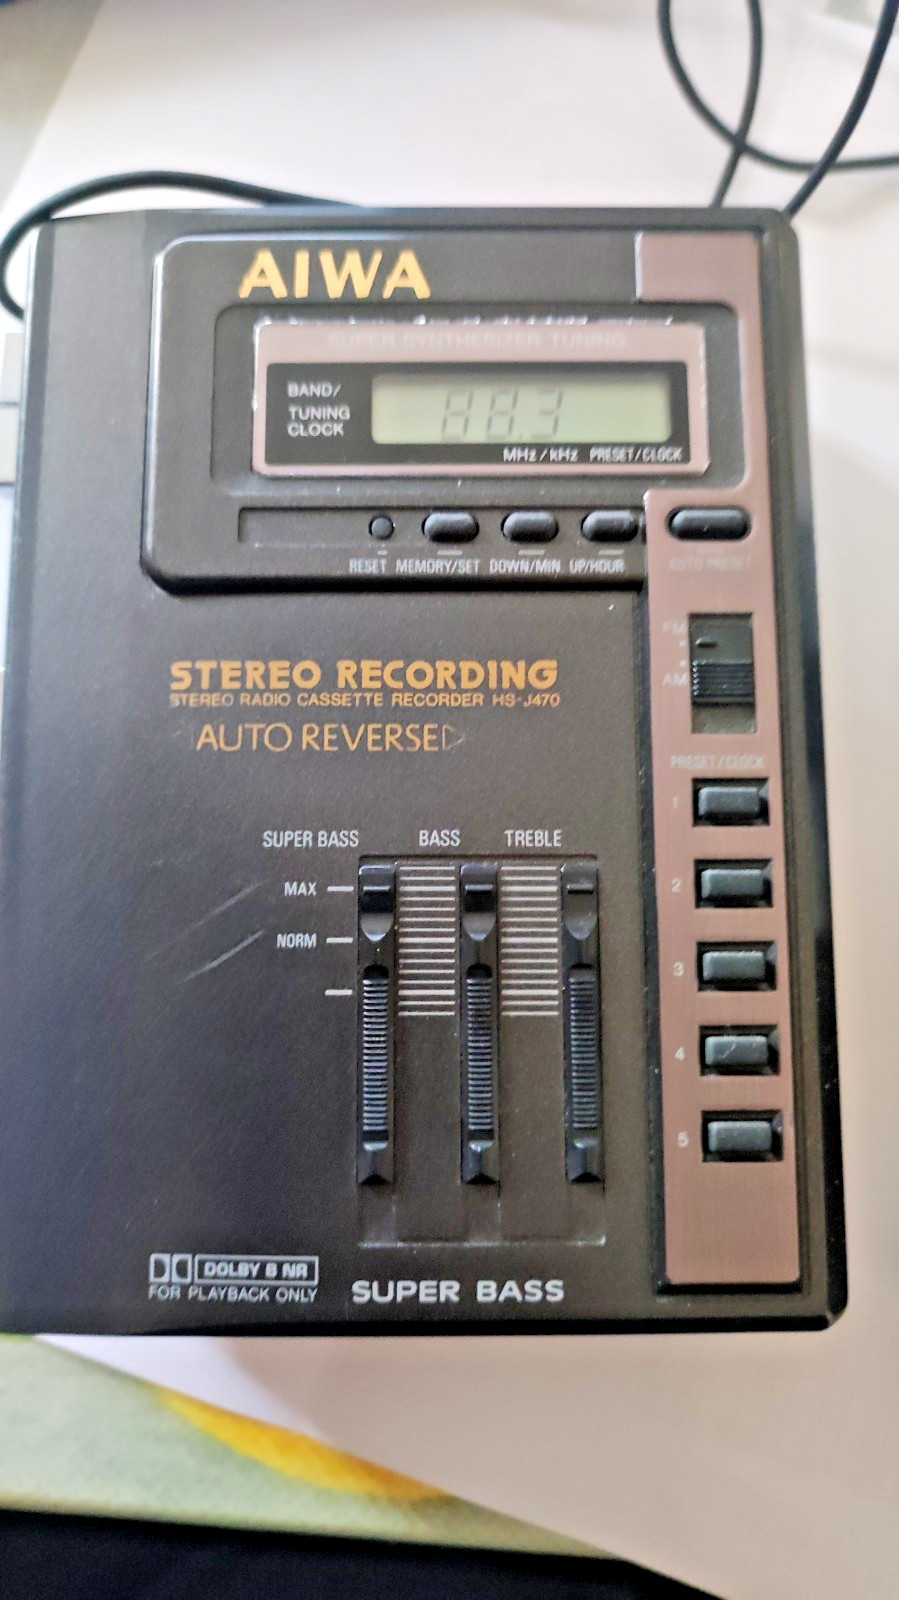 AIWA
SUPER SYNTHESIZER TUNING
BAND/
TUNING
CLOCK
88.3
MHz/kHz PRESET/CLOCK
RESET MEMORY/SET DOWN/MIN UP/HOUR
AUTO PRESET
FM
AM
STEREO RECORDING
STEREO RADIO CASSETTE RECORDER HS-J470
AUTO REVERSE
PRESET/CLOCK
1
2
3
4
5
SUPER BASS BASS TREBLE
MAX
NORM
DOLBY B NR
FOR PLAYBACK ONLY
SUPER BASS